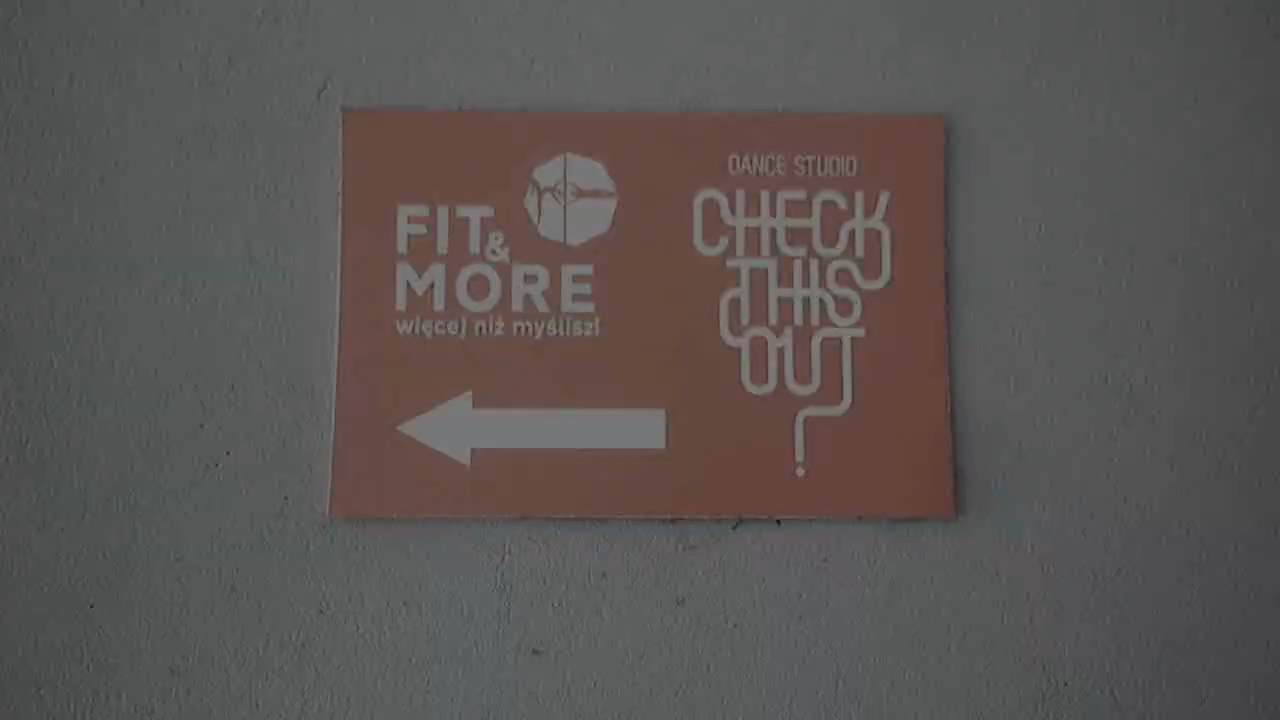 FIT&
MORE
więcej niż myślisz!
DANCE STUDIO
CHECK
THIS
OUT